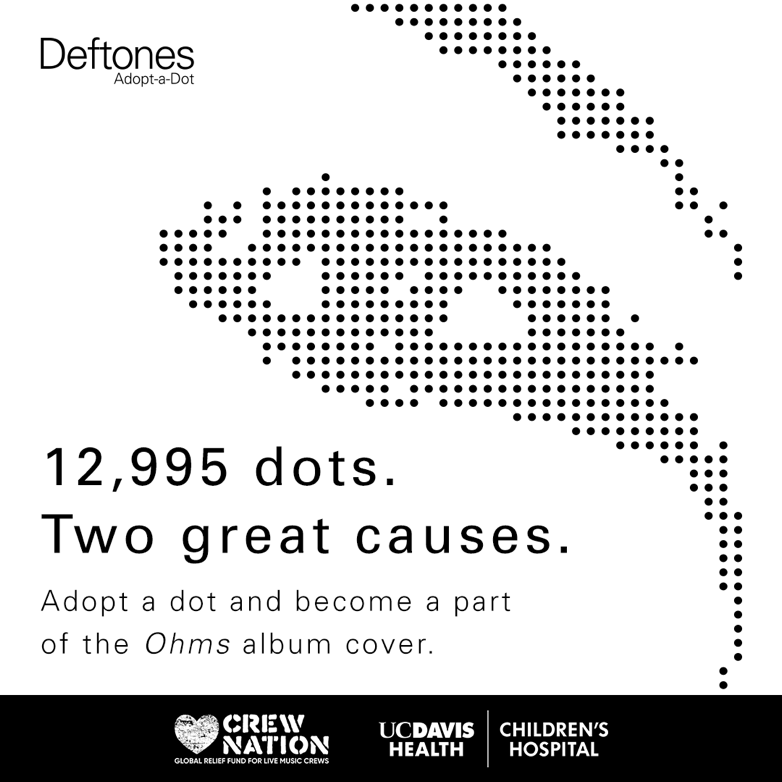 Deftones
Adopt-a-Dot
12,995 dots.
Two great causes.
Adopt a dot and become a part
of the Ohms album cover.
CREW
NATION
GLOBAL RELIEF FUND FOR LIVE MUSIC CREWS
UCDAVIS
HEALTH
CHILDREN'S
HOSPITAL